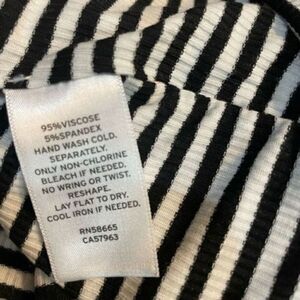 95%VISCOSE
5%SPANDEX
HAND WASH COLD.
SEPARATELY.
ONLY NON-CHLORINE
BLEACH IF NEEDED.
NO WRING OR TWIST.
RESHAPE.
LAY FLAT TO DRY.
COOL IRON IF NEEDED.
RN58665
CA57963